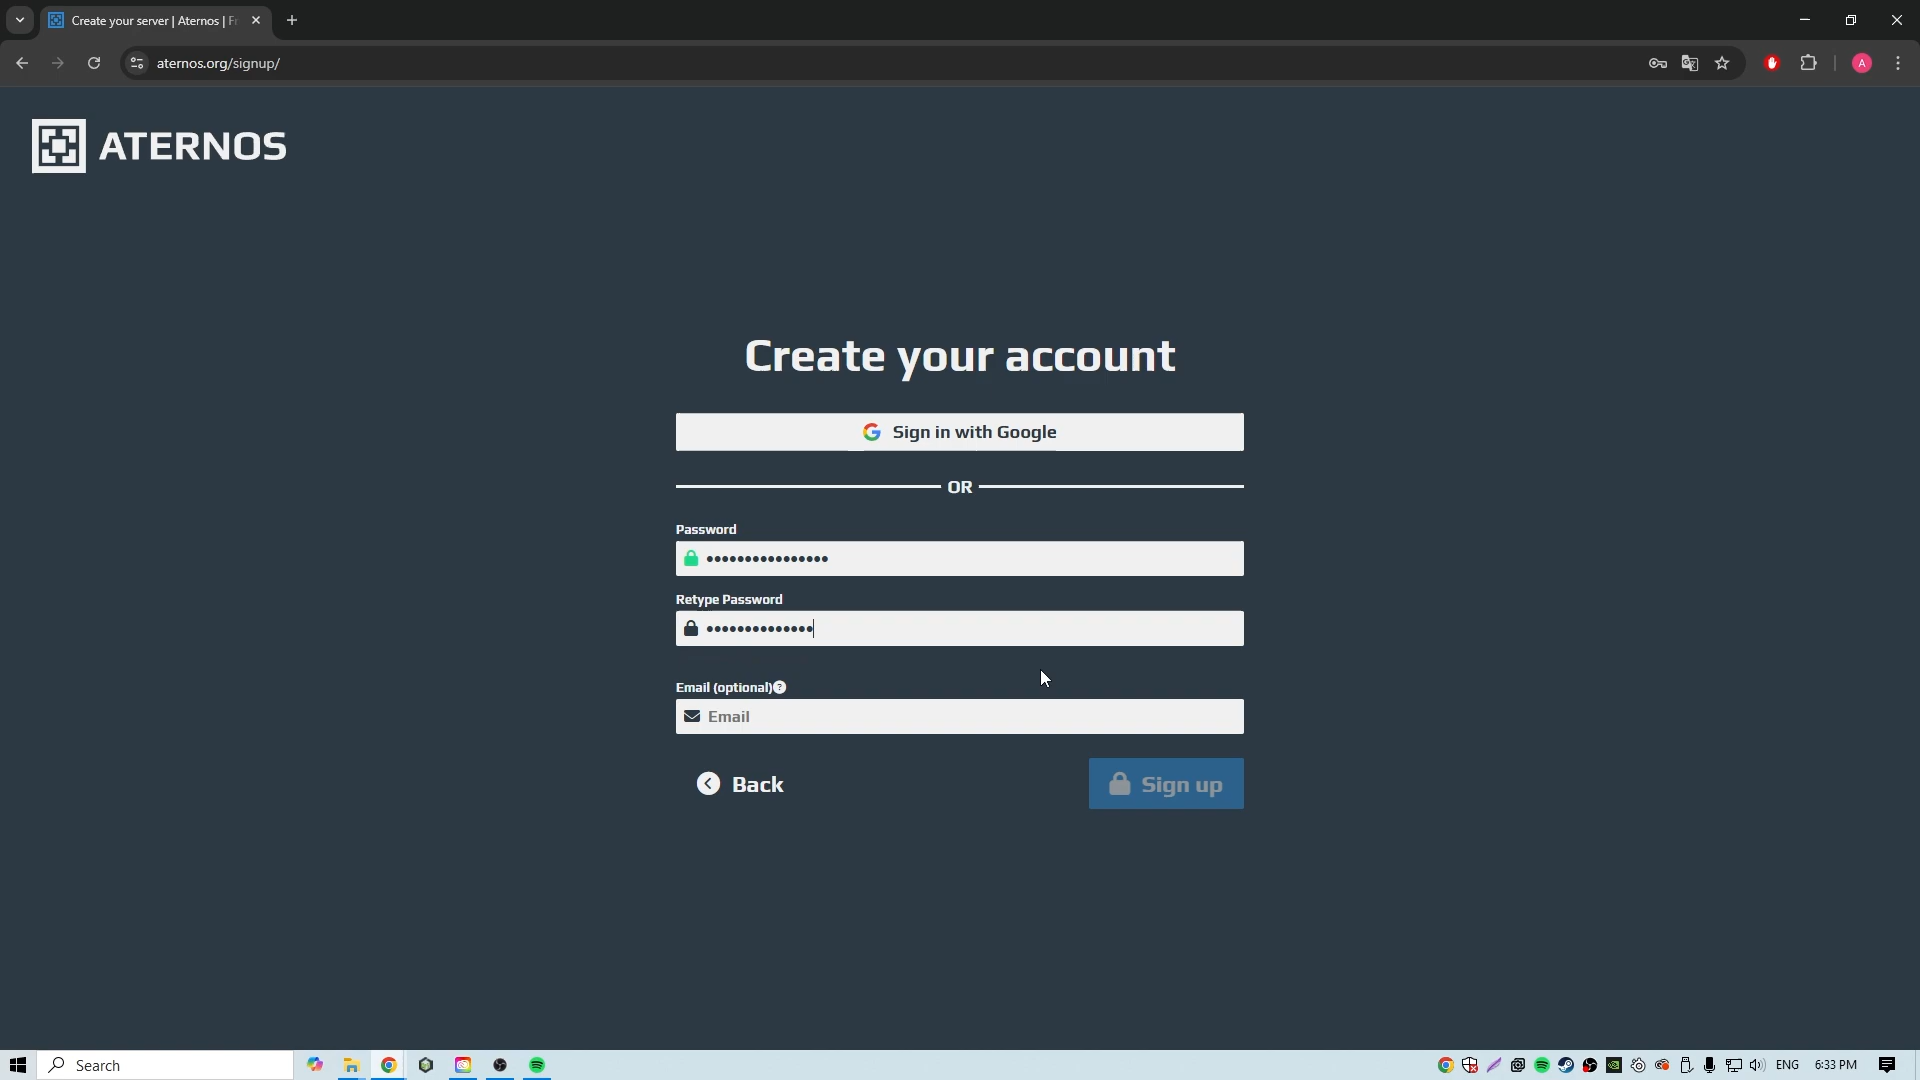 Create your server | Aternos | Fr
aternos.org/signup/
A
ATERNOS
Create your account
Sign in with Google
OR
Password
••••••••••••••••
Retype Password
••••••••••••••
Email (optional)
Email
Back
Sign up
Search
ENG
6:33 PM